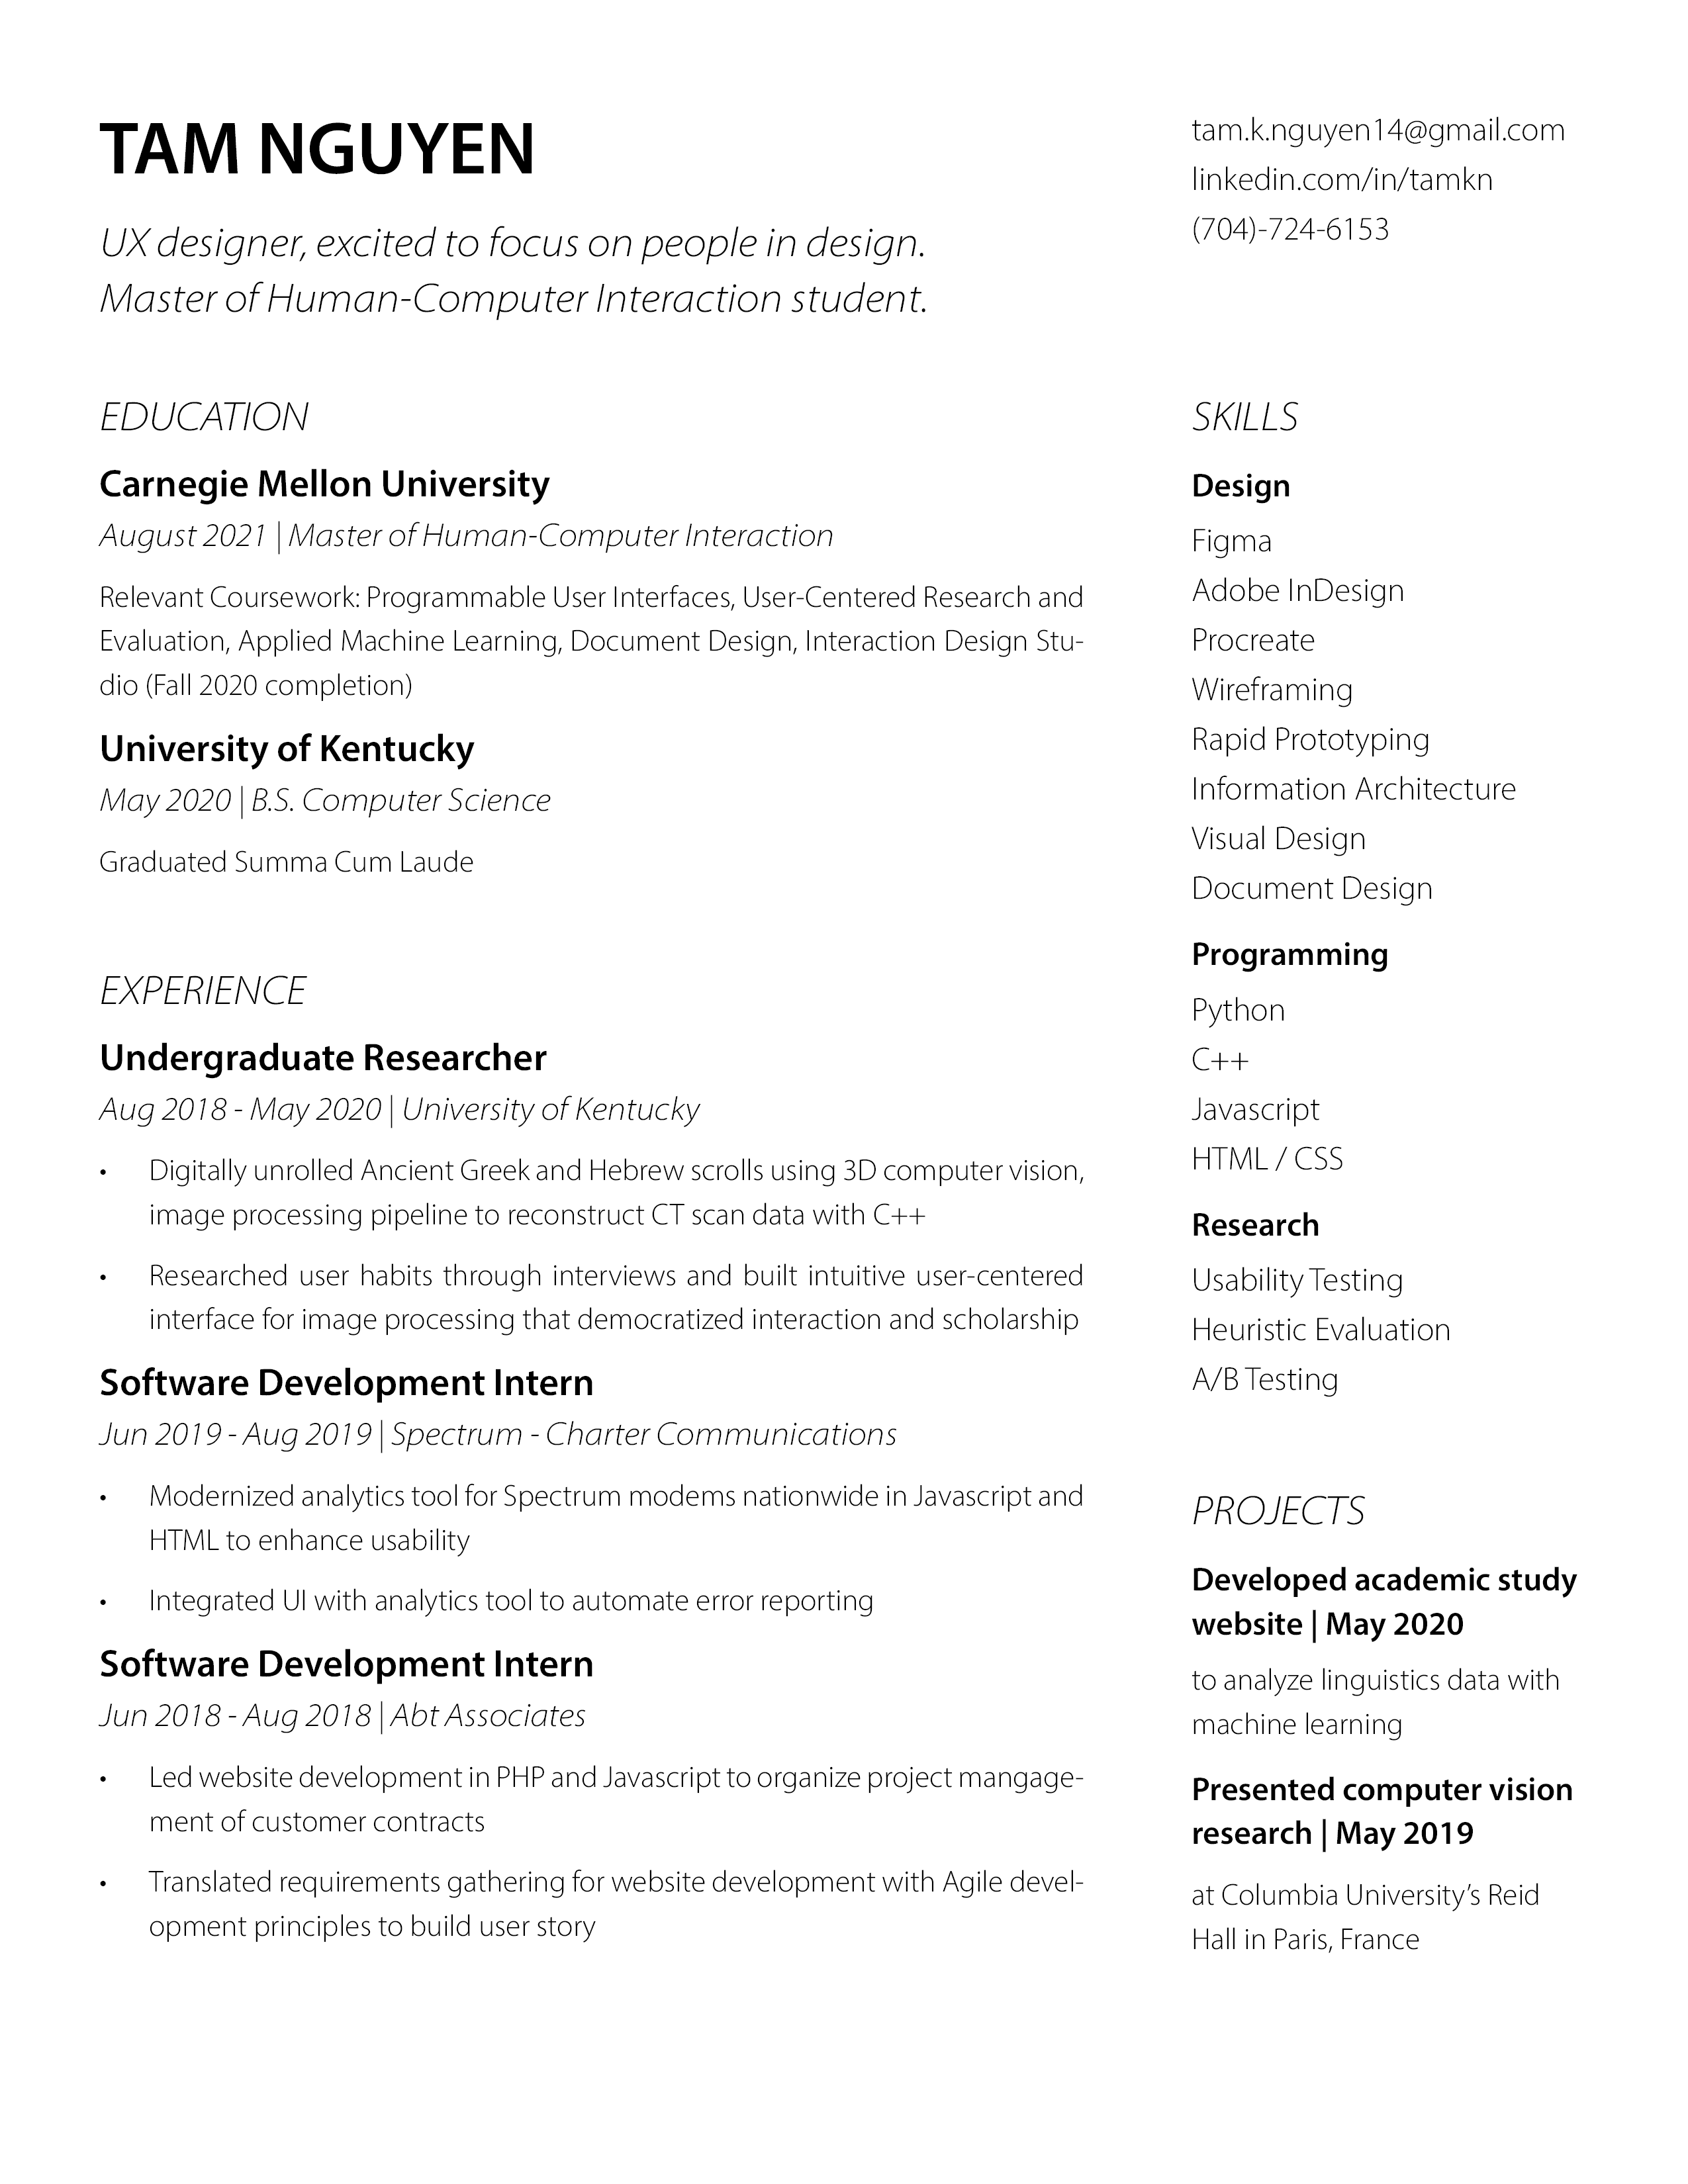 TAM NGUYEN
UX designer, excited to focus on people in design.
Master of Human-Computer Interaction student.
tam.k.nguyen14@gmail.com
linkedin.com/in/tamkn
(704)-724-6153
EDUCATION
Carnegie Mellon University
August 2021 | Master of Human-Computer Interaction
Relevant Coursework: Programmable User Interfaces, User-Centered Research and
Evaluation, Applied Machine Learning, Document Design, Interaction Design Stu-
dio (Fall 2020 completion)
University of Kentucky
May 2020 | B.S. Computer Science
Graduated Summa Cum Laude
EXPERIENCE
Undergraduate Researcher
Aug 2018 - May 2020 | University of Kentucky
• Digitally unrolled Ancient Greek and Hebrew scrolls using 3D computer vision,
image processing pipeline to reconstruct CT scan data with C++
• Researched user habits through interviews and built intuitive user-centered
interface for image processing that democratized interaction and scholarship
Software Development Intern
Jun 2019 - Aug 2019 | Spectrum - Charter Communications
• Modernized analytics tool for Spectrum modems nationwide in Javascript and
HTML to enhance usability
• Integrated UI with analytics tool to automate error reporting
Software Development Intern
Jun 2018 - Aug 2018 | Abt Associates
• Led website development in PHP and Javascript to organize project mangage-
ment of customer contracts
• Translated requirements gathering for website development with Agile devel-
opment principles to build user story
SKILLS
Design
Figma
Adobe InDesign
Procreate
Wireframing
Rapid Prototyping
Information Architecture
Visual Design
Document Design
Programming
Python
C++
Javascript
HTML / CSS
Research
Usability Testing
Heuristic Evaluation
A/B Testing
PROJECTS
Developed academic study
website | May 2020
to analyze linguistics data with
machine learning
Presented computer vision
research | May 2019
at Columbia University’s Reid
Hall in Paris, France